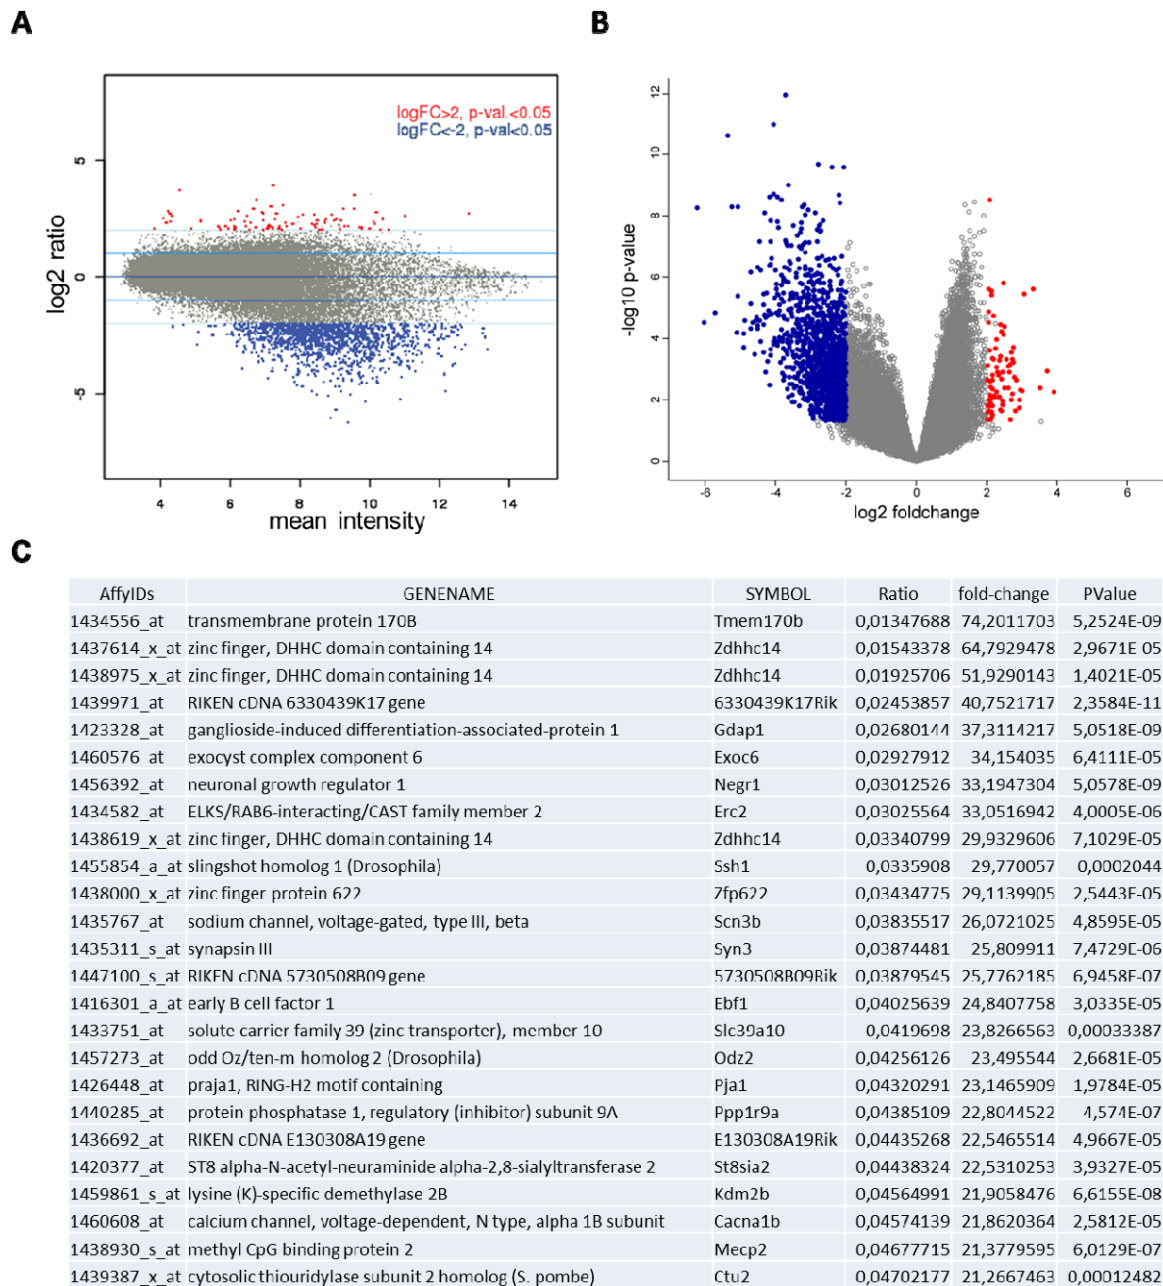 A
B
logFC>2, p-val.<0.05
logFC<-2, p-val<0.05
5
0
-5
log2 ratio
4 6 8 10 12 14
mean intensity
12
10
8
6
4
2
0
-log10 p-value
-6 -4 -2 0 2 4 6
log2 foldchange
C
AffyIDs GENENAME SYMBOL Ratio fold-change PValue
1434556_at transmembrane protein 170B Tmem170b 0,01347688 74,2011703 5,2524E-09
1437614_x_at zinc finger, DHHC domain containing 14 Zdhhc14 0,01543378 64,7929478 2,9671E 05
1438975_x_at zinc finger, DHHC domain containing 14 Zdhhc14 0,01925706 51,9290143 1,4021E-05
1439971_at RIKEN cDNA 6330439K17 gene 6330439K17Rik 0,02453857 40,7521717 2,3584E-11
1423328_at ganglioside-induced differentiation-associated-protein 1 Gdap1 0,02680144 37,3114217 5,0518E-09
1460576_at exocyst complex component 6 Exoc6 0,02927912 34,154035 6,4111E-05
1456392_at neuronal growth regulator 1 Negr1 0,03012526 33,1947304 5,0578E-09
1434582_at ELKS/RAB6-interacting/CAST family member 2 Erc2 0,03025564 33,0516942 4,0005E-06
1438619_x_at zinc finger, DHHC domain containing 14 Zdhhc14 0,03340799 29,9329606 7,1029E-05
1455854_a_at slingshot homolog 1 (Drosophila) Ssh1 0,0335908 29,770057 0,0002044
1438000_x_at zinc finger protein 622 Zfp622 0,03434775 29,1139905 2,5443E-05
1435767_at sodium channel, voltage-gated, type III, beta Scn3b 0,03835517 26,0721025 4,8595E-05
1435311_s_at synapsin III Syn3 0,03874481 25,809911 7,4729E-06
1447100_s_at RIKEN cDNA 5730508B09 gene 5730508B09Rik 0,03879545 25,7762185 6,9458E-07
1416301_a_at early B cell factor 1 Ebf1 0,04025639 24,8407758 3,0335E-05
1433751_at solute carrier family 39 (zinc transporter), member 10 Slc39a10 0,0419698 23,8266563 0,00033387
1457273_at odd Oz/ten-m homolog 2 (Drosophila) Odz2 0,04256126 23,495544 2,6681E-05
1426448_at praja1, RING-H2 motif containing Pja1 0,04320291 23,1465909 1,9784E-05
1440285_at protein phosphatase 1, regulatory (inhibitor) subunit 9A Ppp1r9a 0,04385109 22,8044522 4,574E-07
1436692_at RIKEN cDNA E130308A19 gene E130308A19Rik 0,04435268 22,5465514 4,9667E-05
1420377_at ST8 alpha-N-acetyl-neuraminide alpha-2,8-sialyltransferase 2 St8sia2 0,04438324 22,5310253 3,9327E-05
1459861_s_at lysine (K)-specific demethylase 2B Kdm2b 0,04564991 21,9058476 6,6155E-08
1460608_at calcium channel, voltage-dependent, N type, alpha 1B subunit Cacna1b 0,04574139 21,8620364 2,5812E-05
1438930_s_at methyl CpG binding protein 2 Mecp2 0,04677715 21,3779595 6,0129E-07
1439387_x_at cytosolic thiouridylase subunit 2 homolog (S. pombe) Ctu2 0,04702177 21,2667463 0,00012482